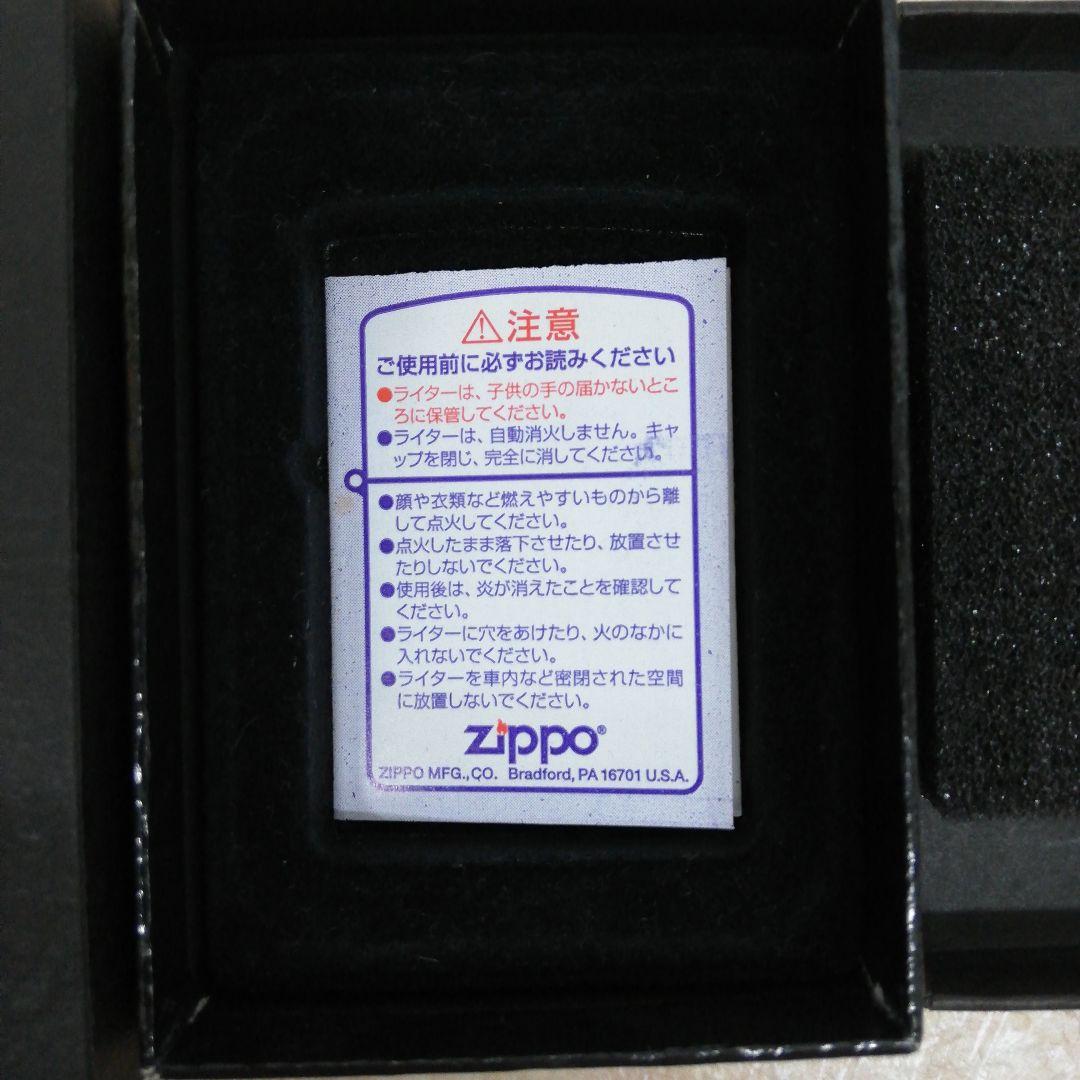 ⚠注意
ご使用前に必ずお読みください
●ライターは、子供の手の届かないとこ
ろに保管してください。
●ライターは、自動消火しません。キャ
ップを閉じ、完全に消してください。
●顔や衣類など燃えやすいものから離
して点火してください。
●点火したまま落下させたり、放置させ
たりしないでください。
●使用後は、炎が消えたことを確認して
ください。
●ライターに穴をあけたり、火のなかに
入れないでください。
●ライターを車内など密閉された空間
に放置しないでください。
zippo®
ZIPPO MFG.,CO. Bradford, PA 16701 U.S.A.